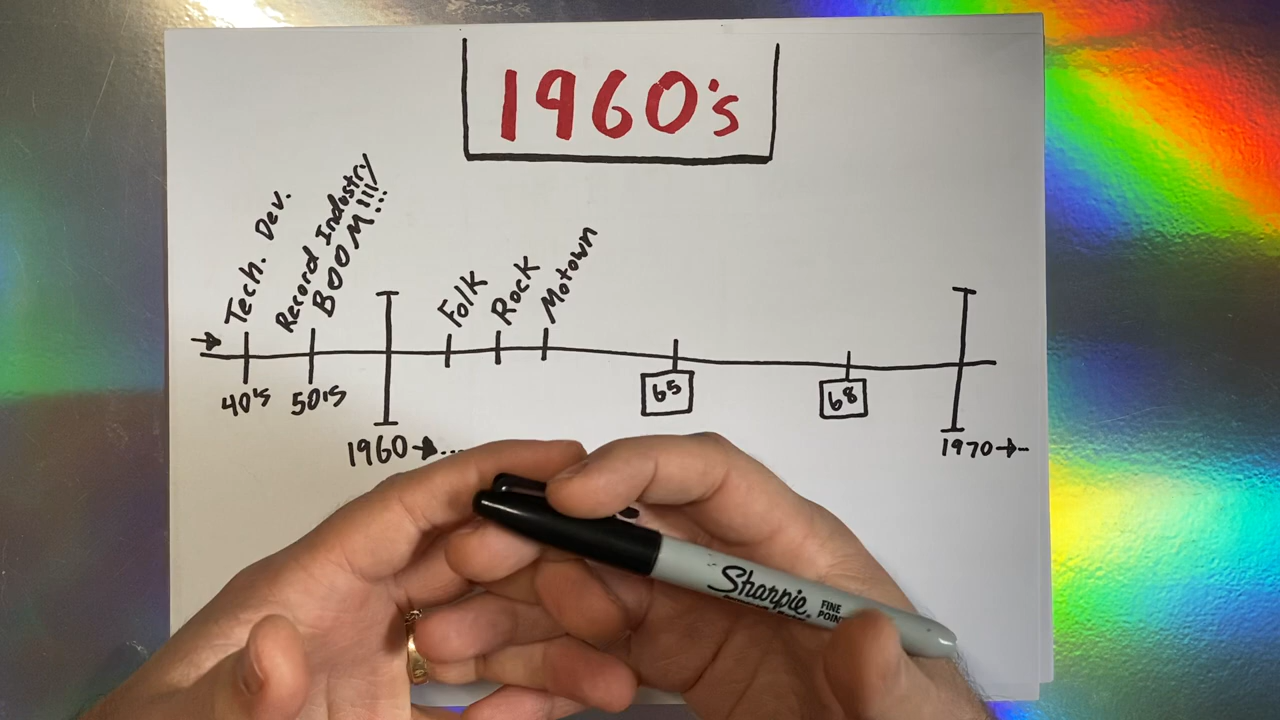 1960's
Tech. Dev.
Record Industry
BOOM!!!
Folk
Rock
Motown
40's
50's
65
68
1960→...
1970→--
Sharpie
FINE
POINT